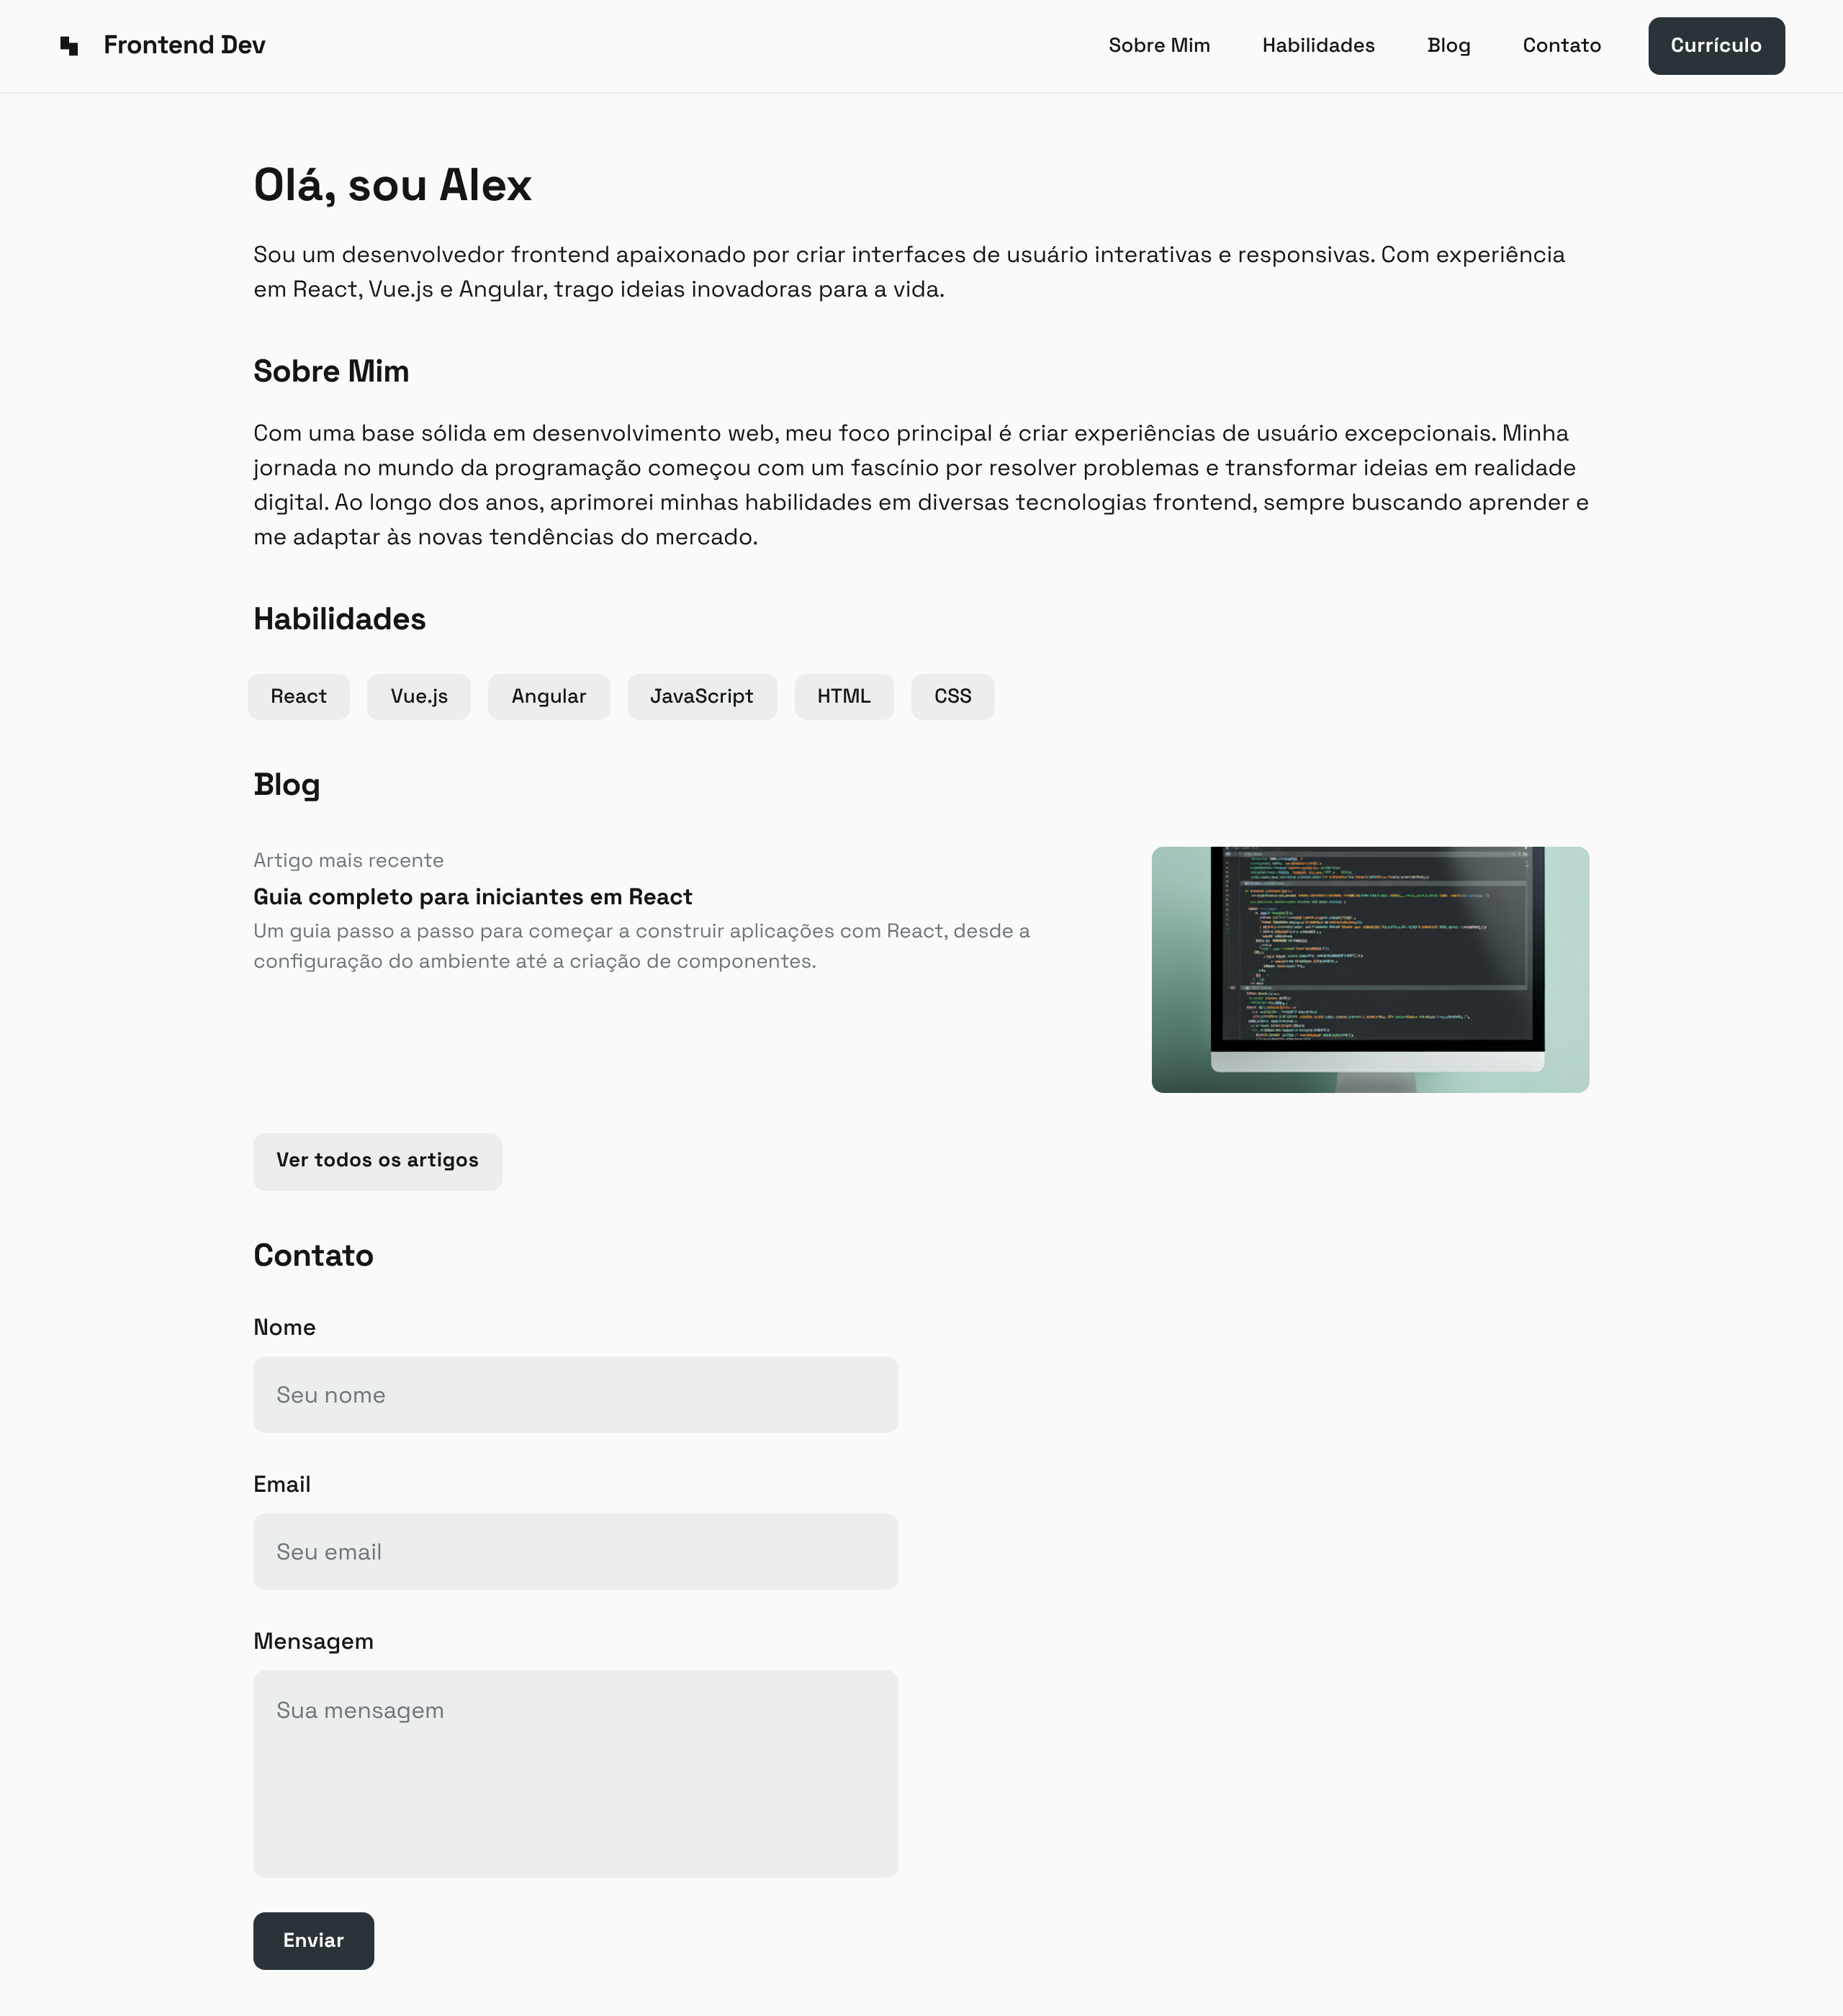 Frontend Dev
Sobre Mim
Habilidades
Blog
Contato
Currículo
Olá, sou Alex
Sou um desenvolvedor frontend apaixonado por criar interfaces de usuário interativas e responsivas. Com experiência
em React, Vue.js e Angular, trago ideias inovadoras para a vida.
Sobre Mim
Com uma base sólida em desenvolvimento web, meu foco principal é criar experiências de usuário excepcionais. Minha
jornada no mundo da programação começou com um fascínio por resolver problemas e transformar ideias em realidade
digital. Ao longo dos anos, aprimorei minhas habilidades em diversas tecnologias frontend, sempre buscando aprender e
me adaptar às novas tendências do mercado.
Habilidades
React
Vue.js
Angular
JavaScript
HTML
CSS
Blog
Artigo mais recente
Guia completo para iniciantes em React
Um guia passo a passo para começar a construir aplicações com React, desde a
configuração do ambiente até a criação de componentes.
Ver todos os artigos
Contato
Nome
Seu nome
Email
Seu email
Mensagem
Sua mensagem
Enviar